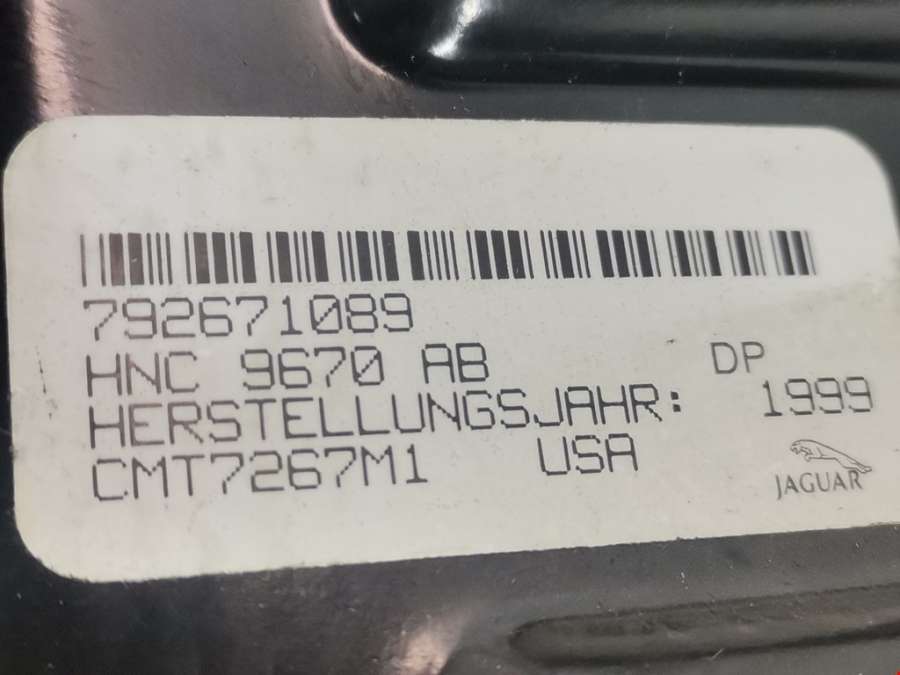 792671089
HNC 9670 AB DP
HERSTELLUNGSJAHR: 1999
CMT7267M1 USA
JAGUAR